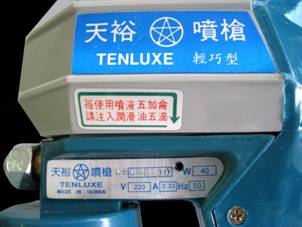 天裕 噴槍
TENLUXE 輕巧型
每使用噴液五加侖
請注入潤滑油五滴
天裕 噴槍
TENLUXE
MADE IN TAIWAN
W 40
V 220 A 0.33 Hz 50